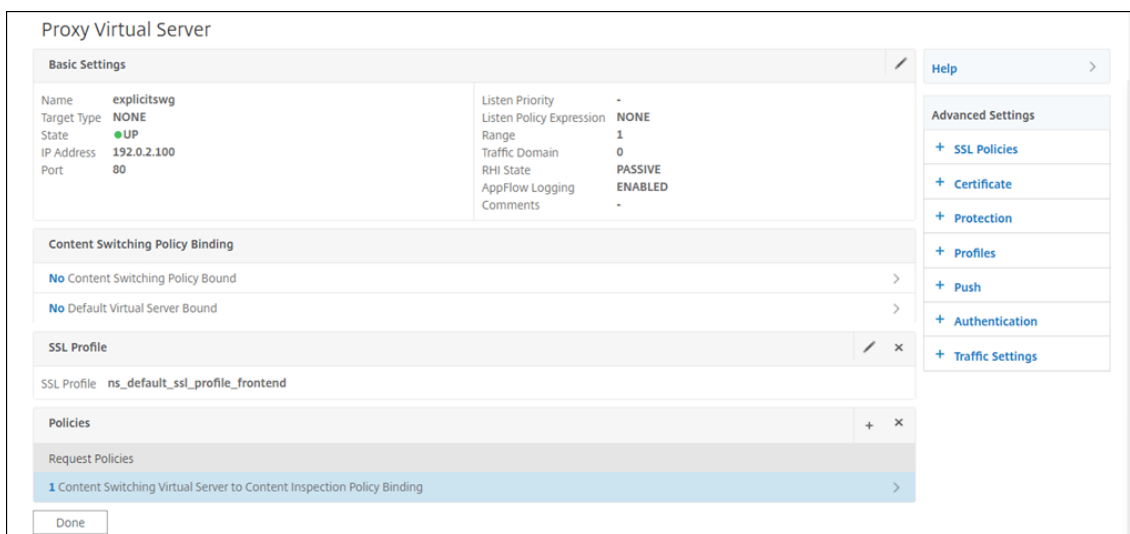 Proxy Virtual Server
Basic Settings
Name explicitswg
Target Type NONE
State UP
IP Address 192.0.2.100
Port 80
Listen Priority -
Listen Policy Expression NONE
Range 1
Traffic Domain 0
RHI State PASSIVE
AppFlow Logging ENABLED
Comments -
Content Switching Policy Binding
No Content Switching Policy Bound
No Default Virtual Server Bound
SSL Profile
SSL Profile ns_default_ssl_profile_frontend
Policies
Request Policies
1 Content Switching Virtual Server to Content Inspection Policy Binding
Done
Help
Advanced Settings
+ SSL Policies
+ Certificate
+ Protection
+ Profiles
+ Push
+ Authentication
+ Traffic Settings